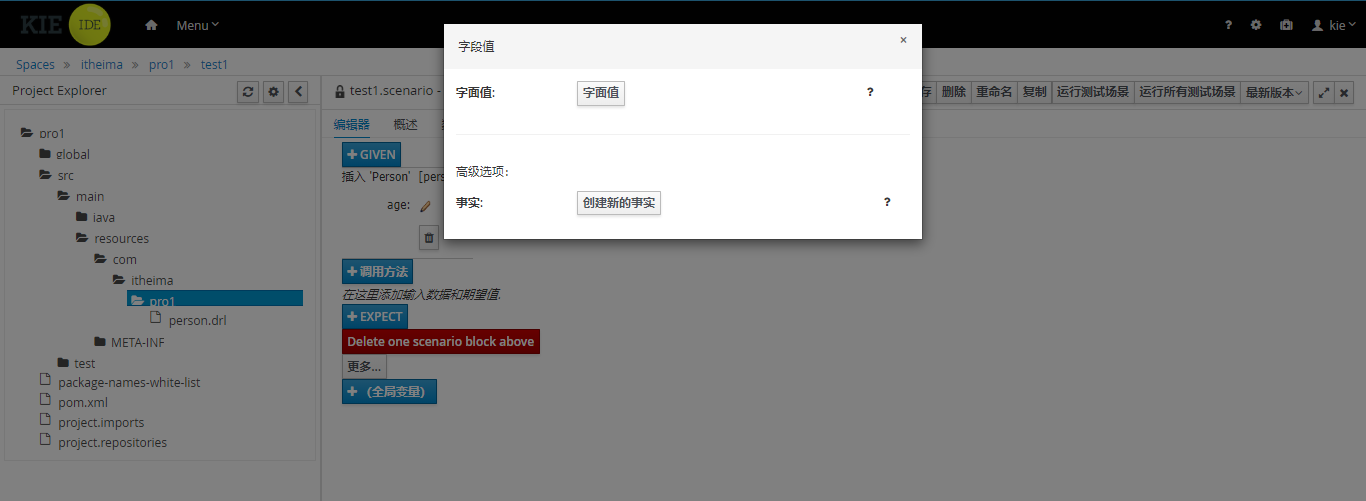 KIE IDE Menu ? kie
Spaces » itheima » pro1 » test1
Project Explorer
pro1
global
src
main
java
resources
com
itheima
pro1
person.drl
META-INF
test
package-names-white-list
pom.xml
project.imports
project.repositories
test1.scenario -
存 删除 重命名 复制 运行测试场景 运行所有测试场景 最新版本
编辑器 概述
GIVEN
插入 'Person' [pers
age:
调用方法
在这里添加输入数据和期望值.
EXPECT
Delete one scenario block above
更多...
(全局变量)
字段值 ×
字面值: 字面值 ?
高级选项:
事实: 创建新的事实 ?